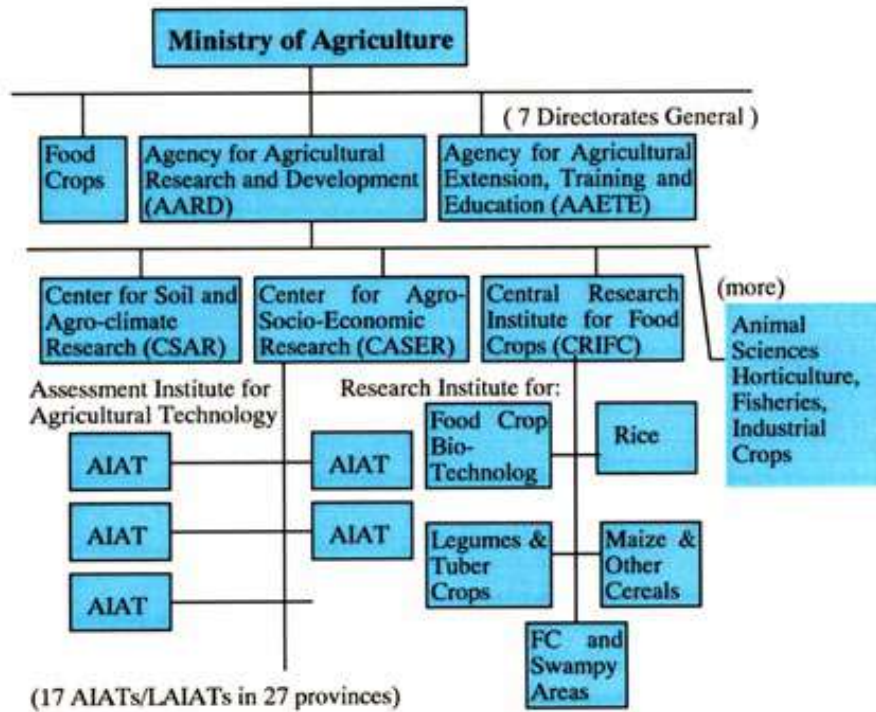 Ministry of Agriculture
( 7 Directorates General )
Food
Crops
Agency for Agricultural
Research and Development
(AARD)
Agency for Agricultural
Extension, Training and
Education (AAETE)
Center for Soil and
Agro-climate
Research (CSAR)
Center for Agro-
Socio-Economic
Research (CASER)
Central Research
Institute for Food
Crops (CRIFC)
(more)
Animal
Sciences
Horticulture,
Fisheries,
Industrial
Crops
Assessment Institute for
Agricultural Technology
AIAT
AIAT
AIAT
AIAT
AIAT
(17 AIATs/LAIATs in 27 provinces)
Research Institute for:
Food Crop
Bio-
Technolog
Rice
Legumes &
Tuber
Crops
Maize &
Other
Cereals
FC and
Swampy
Areas